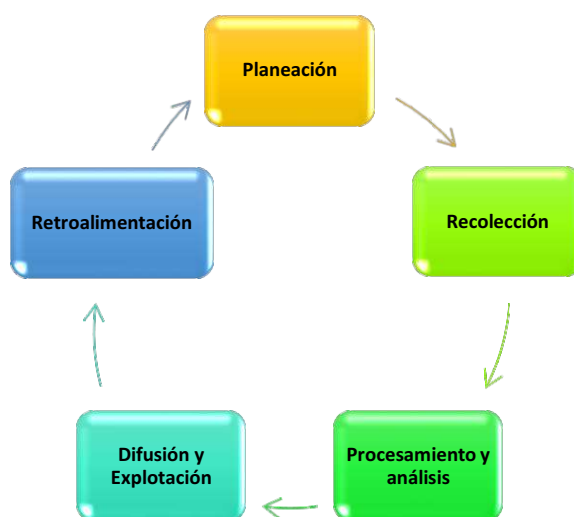 Planeación
Recolección
Procesamiento y
análisis
Difusión y
Explotación
Retroalimentación